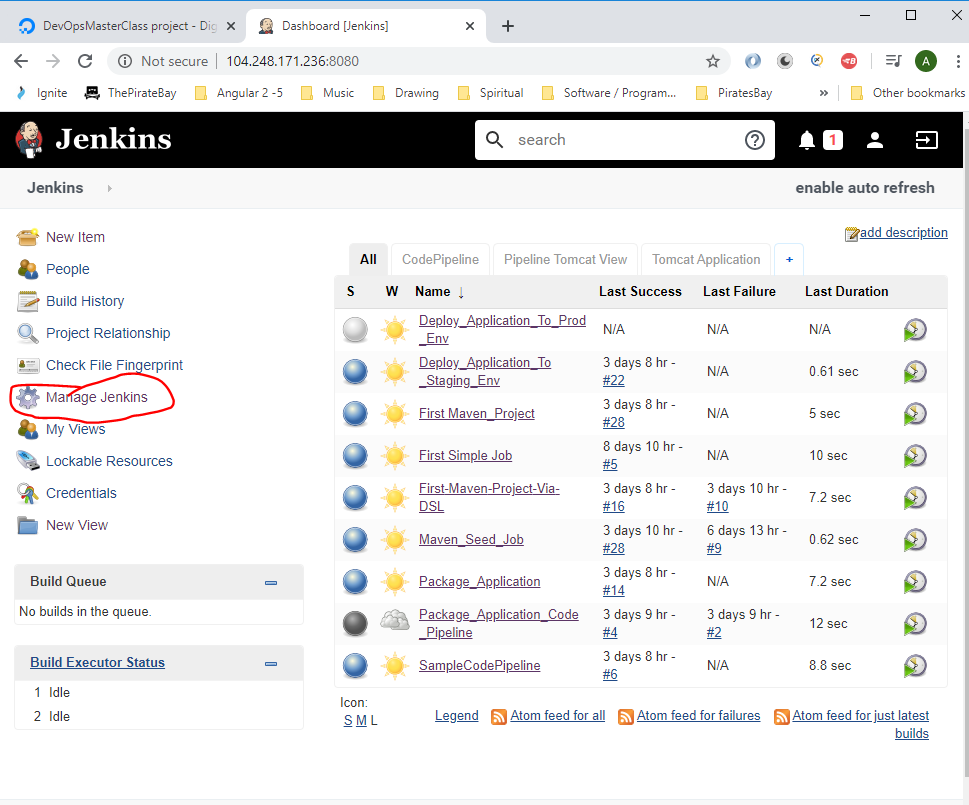 DevOpsMasterClass project - Dig
Dashboard [Jenkins]
Not secure | 104.248.171.236:8080
A
Ignite
ThePirateBay
Angular 2 -5
Music
Drawing
Spiritual
Software / Program...
PiratesBay
»
Other bookmarks
Jenkins
search
1
Jenkins
enable auto refresh
New Item
People
Build History
Project Relationship
Check File Fingerprint
Manage Jenkins
My Views
Lockable Resources
Credentials
New View
Build Queue
No builds in the queue.
Build Executor Status
1 Idle
2 Idle
add description
All CodePipeline Pipeline Tomcat View Tomcat Application +
S W Name ↓ Last Success Last Failure Last Duration
Deploy_Application_To_Prod
_Env
N/A N/A N/A
Deploy_Application_To
_Staging_Env
3 days 8 hr -
#22
N/A 0.61 sec
First Maven_Project
3 days 8 hr -
#28
N/A 5 sec
First Simple Job
8 days 10 hr -
#5
N/A 10 sec
First-Maven-Project-Via-
DSL
3 days 8 hr -
#16
3 days 10 hr -
#10
7.2 sec
Maven_Seed_Job
3 days 10 hr -
#28
6 days 13 hr -
#9
0.62 sec
Package_Application
3 days 8 hr -
#14
N/A 7.2 sec
Package_Application_Code
_Pipeline
3 days 9 hr -
#4
3 days 9 hr -
#2
12 sec
SampleCodePipeline
3 days 8 hr -
#6
N/A 8.8 sec
Icon:
S M L
Legend
Atom feed for all
Atom feed for failures
Atom feed for just latest
builds